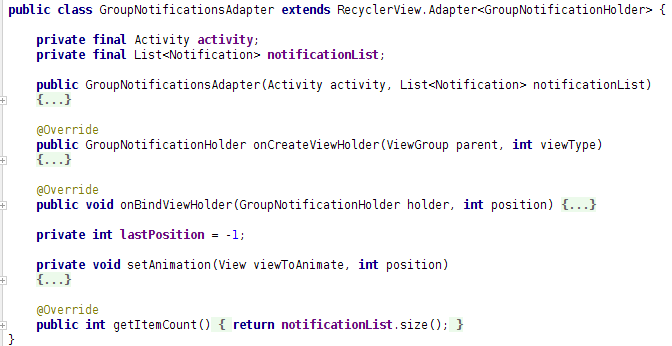 public class GroupNotificationsAdapter extends RecyclerView.Adapter<GroupNotificationHolder> {
private final Activity activity;
private final List<Notification> notificationList;
public GroupNotificationsAdapter(Activity activity, List<Notification> notificationList)
{...}
@Override
public GroupNotificationHolder onCreateViewHolder(ViewGroup parent, int viewType)
{...}
@Override
public void onBindViewHolder(GroupNotificationHolder holder, int position) {...}
private int lastPosition = -1;
private void setAnimation(View viewToAnimate, int position)
{...}
@Override
public int getItemCount() { return notificationList.size(); }
}